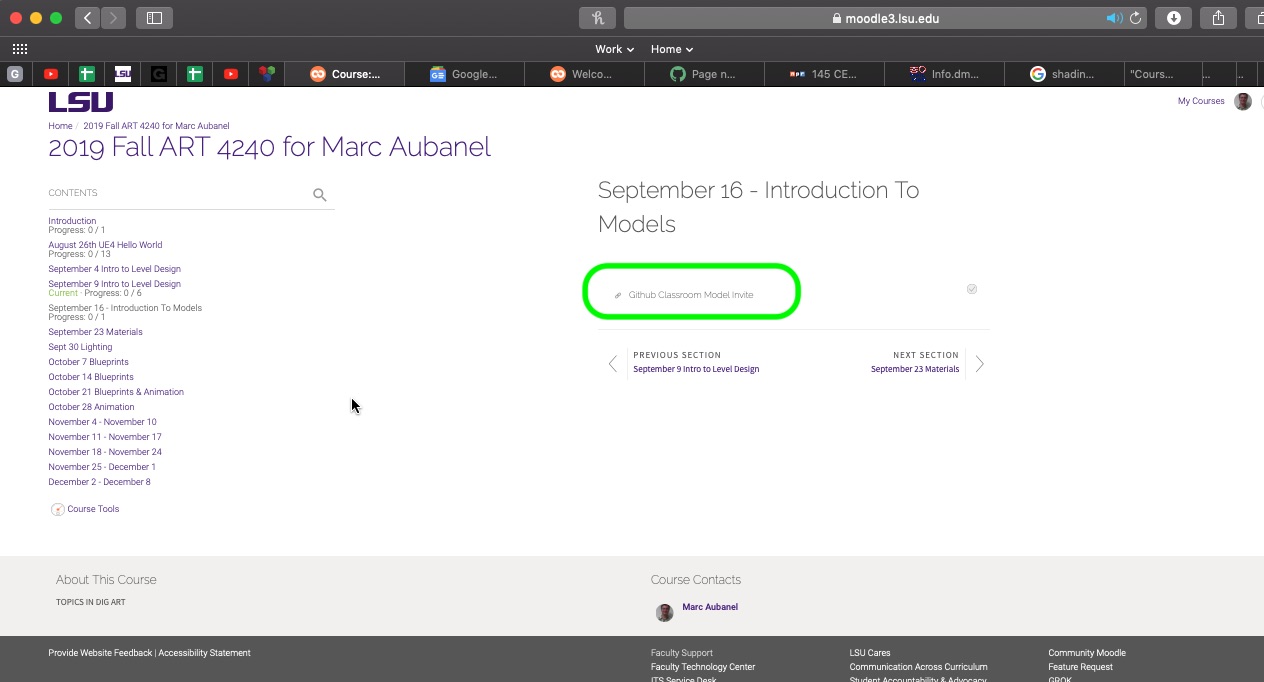 moodle3.lsu.edu
Work Home
G
LSU
G
Course:...
Google...
Welco...
Page n...
145 CE...
Info.dm...
G
shadin...
"Cours...
...
..
LSU
My Courses
Home / 2019 Fall ART 4240 for Marc Aubanel
2019 Fall ART 4240 for Marc Aubanel
CONTENTS
Introduction
Progress: 0 / 1
August 26th UE4 Hello World
Progress: 0 / 13
September 4 Intro to Level Design
September 9 Intro to Level Design
Current - Progress: 0 / 6
September 16 - Introduction To Models
Progress: 0 / 1
September 23 Materials
Sept 30 Lighting
October 7 Blueprints
October 14 Blueprints
October 21 Blueprints & Animation
October 28 Animation
November 4 - November 10
November 11 - November 17
November 18 - November 24
November 25 - December 1
December 2 - December 8
Course Tools
September 16 - Introduction To
Models
Github Classroom Model Invite
PREVIOUS SECTION
September 9 Intro to Level Design
NEXT SECTION
September 23 Materials
About This Course
TOPICS IN DIG ART
Course Contacts
Marc Aubanel
Provide Website Feedback | Accessibility Statement
Faculty Support
Faculty Technology Center
ITS Service Desk
LSU Cares
Communication Across Curriculum
Student Accountability & Advocacy
Community Moodle
Feature Request
GROK